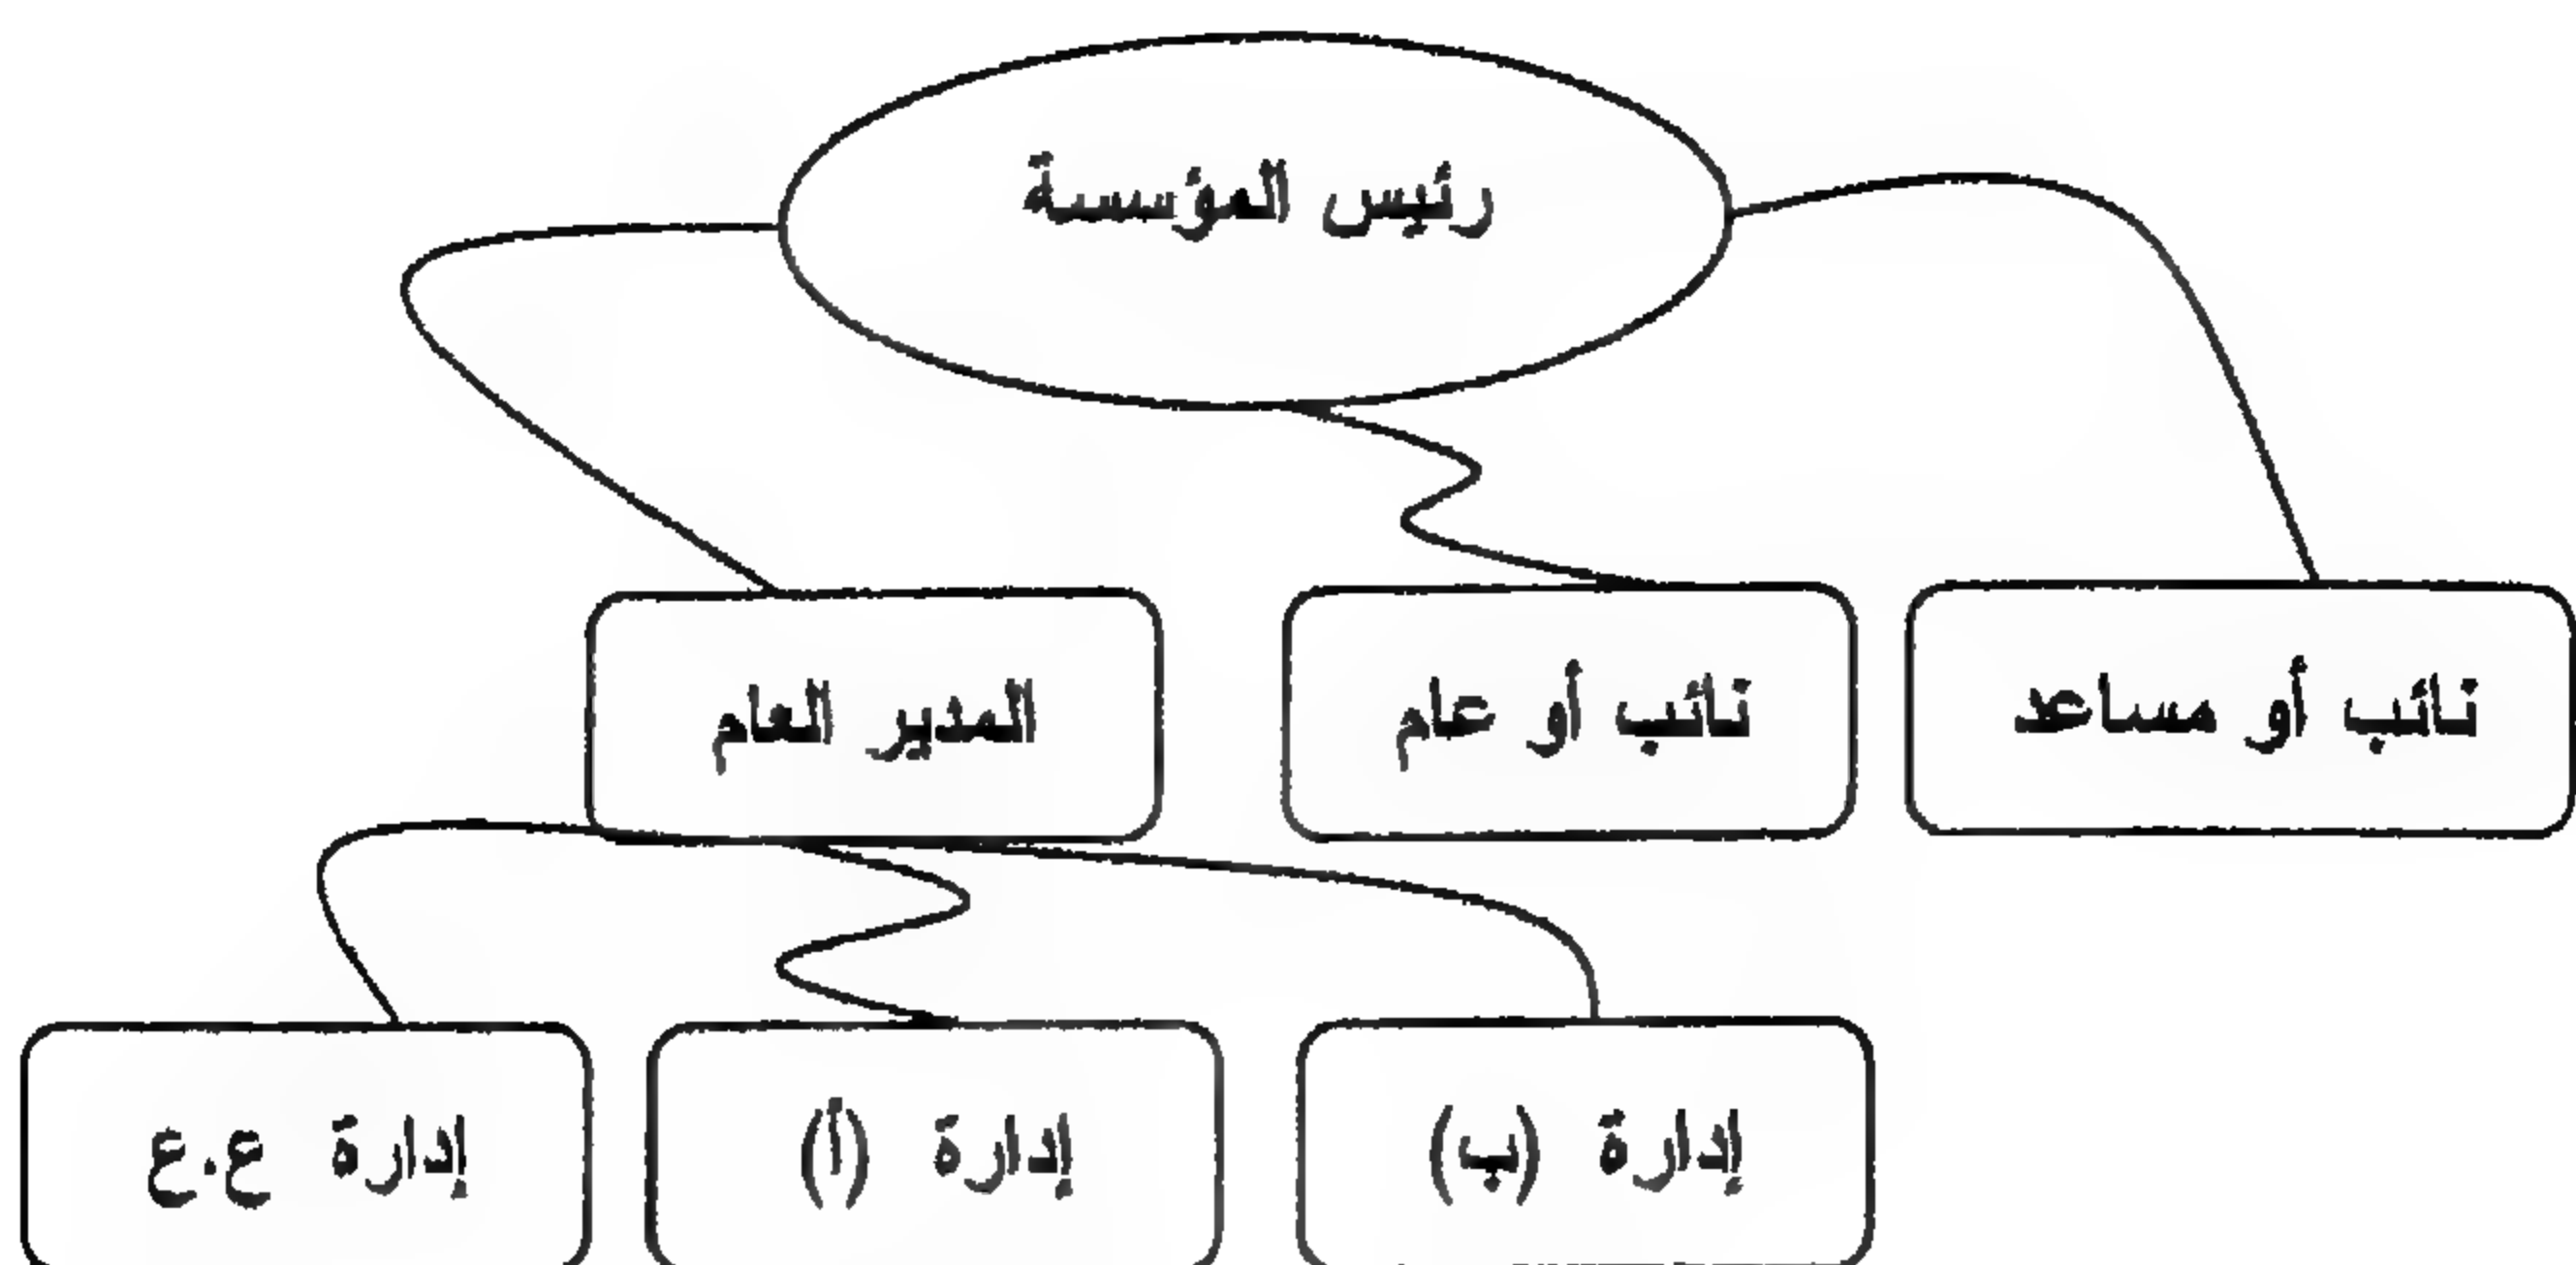 رئيس المؤسسة
نائب أو مساعد
نائب أو عام
المدير العام
إدارة (ب)
إدارة (أ)
إدارة ع.ع